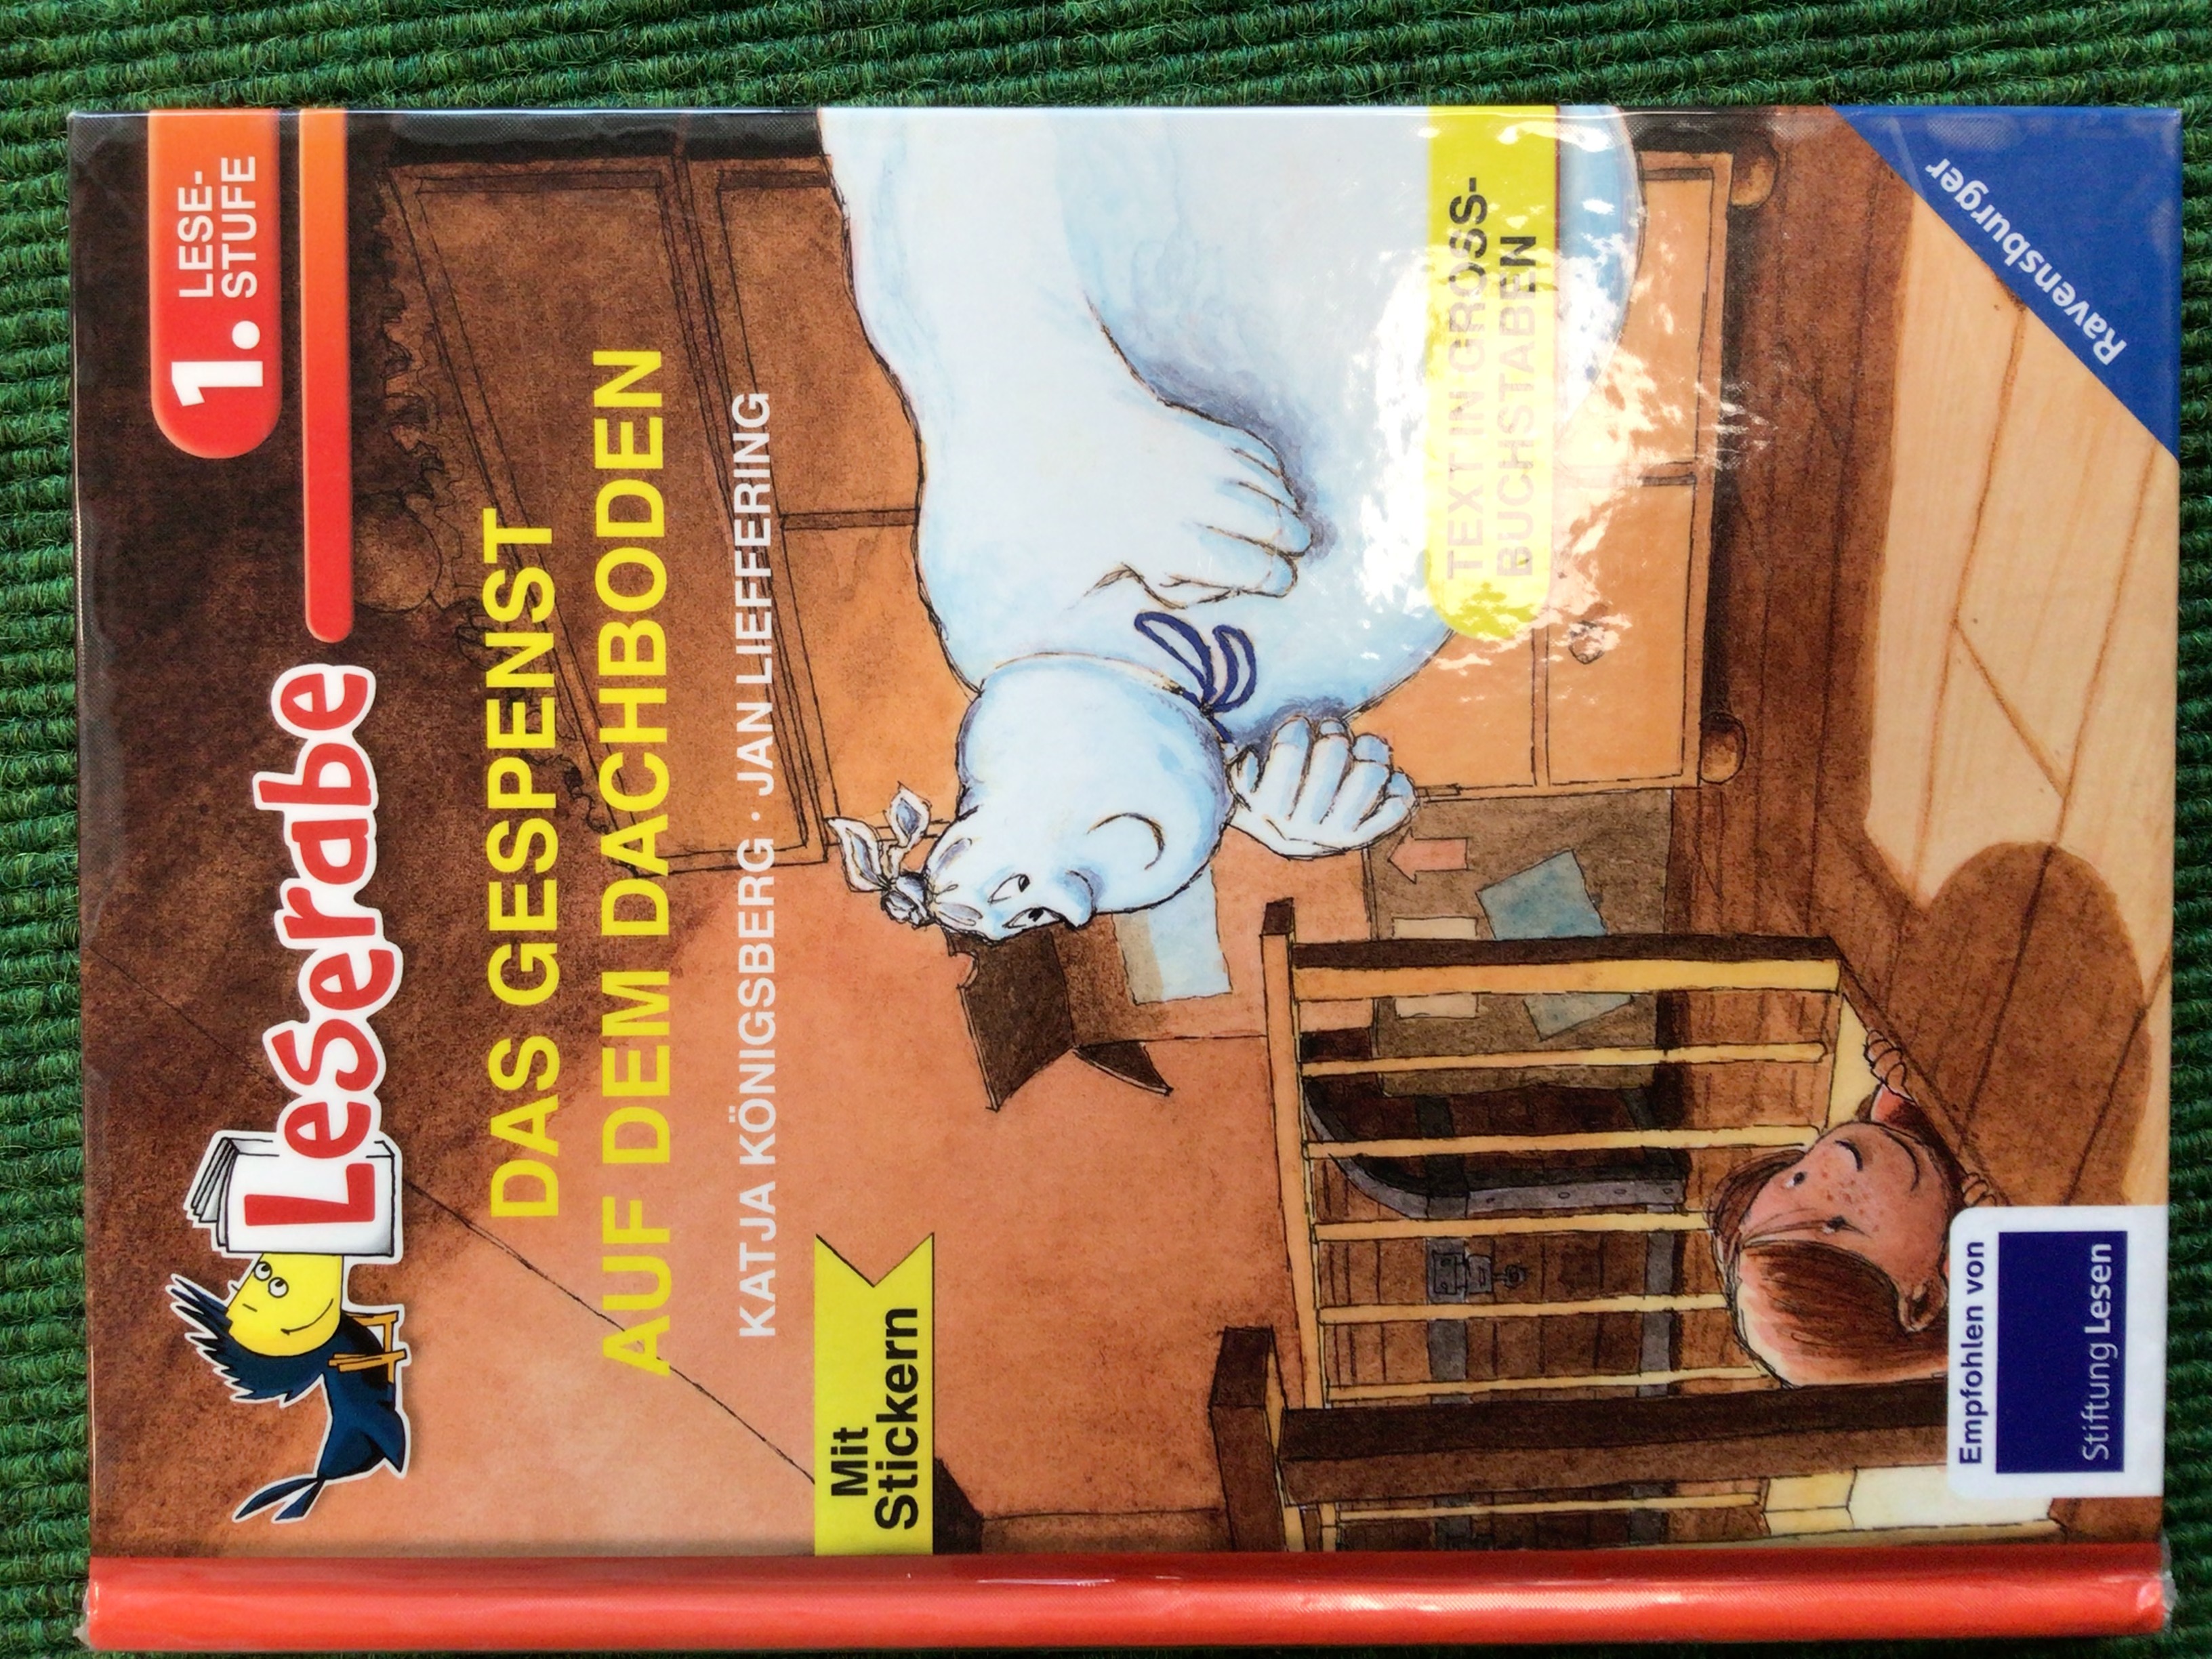 Leserabe
1. LESE-
STUFE
DAS GESPENST
AUF DEM DACHBODEN
KATJA KÖNIGSBERG · JAN LIEFFERING
Mit
Stickern
TEXT IN GROSS-
BUCHSTABEN
Empfohlen von
Stiftung Lesen
Ravensburger